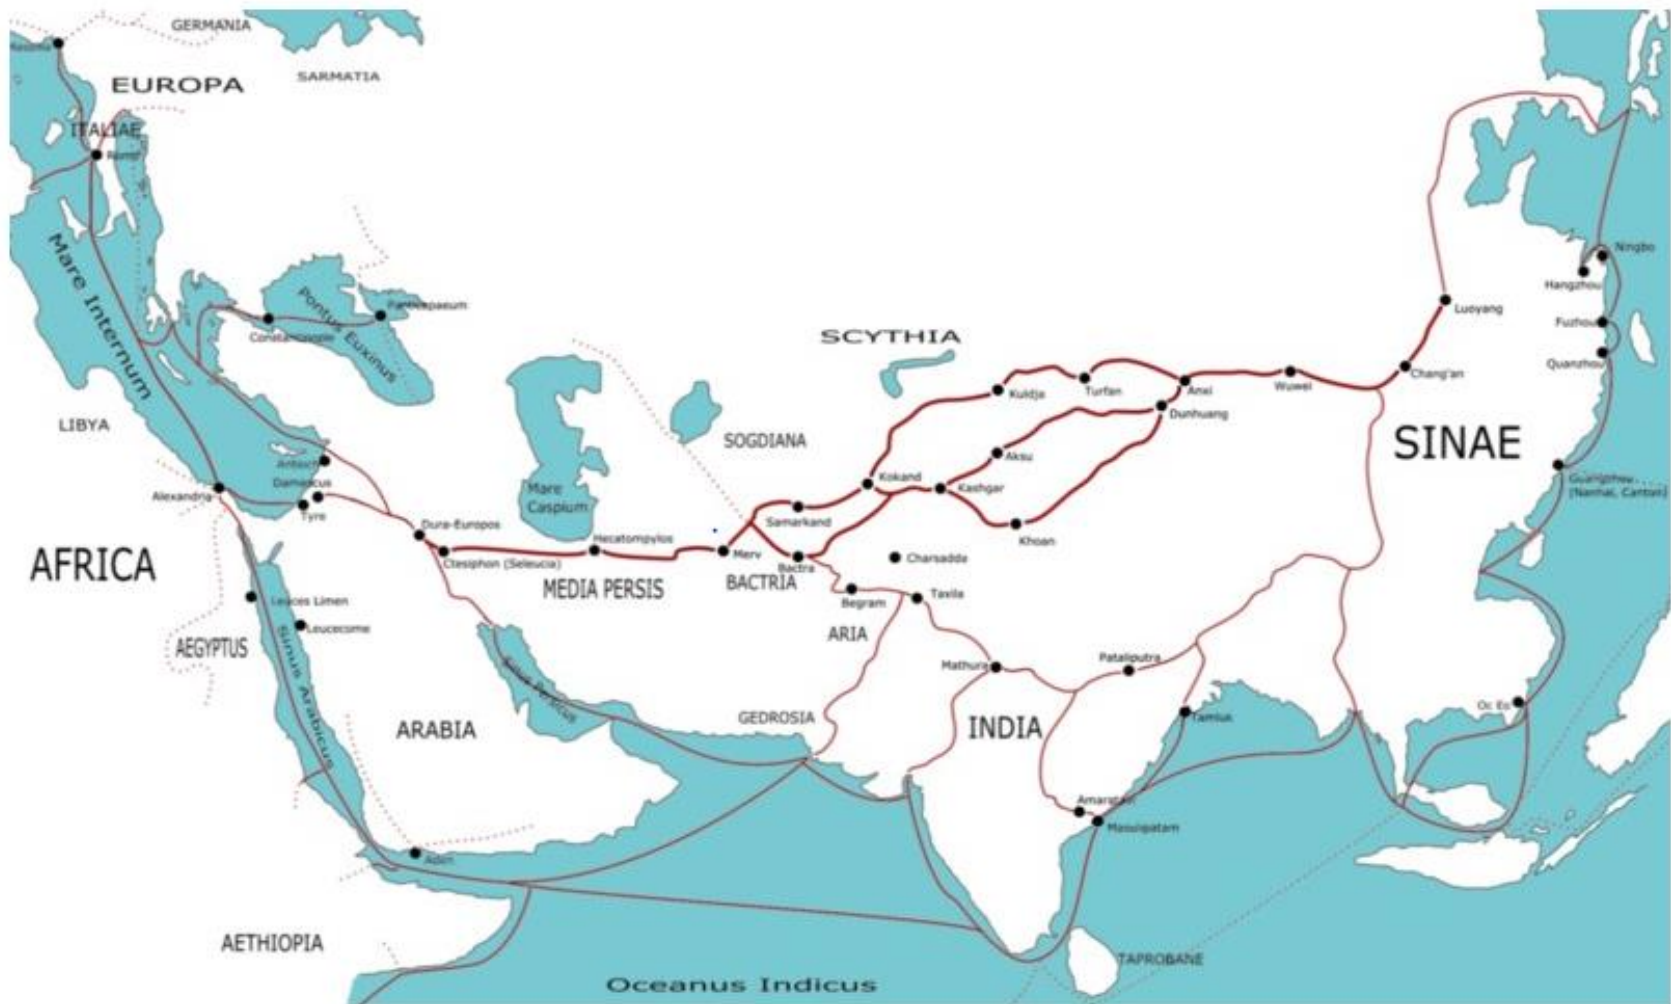 GERMANIA
SARMATIA
EUROPA
ITALIAE
Roma
Mare Internum
Pontus Euxinus
Panticapaeum
Constantinople
Ningbo
Hangzhou
Luoyang
Fuzhou
Quanzhou
SCYTHIA
Chang'an
Wuwei
Anxi
Turfan
Kuldja
Dunhuang
LIBYA
SOGDIANA
SINAE
Antioch
Aksu
Damascus
Kokand
Kashgar
Alexandria
Tyre
Mare
Caspium
Samarkand
Guangzhou
(Nanhai, Canton)
Dura-Europos
Hecatompylos
Khoan
Merv
Charsadda
Ctesiphon (Seleucia)
Bactra
AFRICA
MEDIA PERSIS
BACTRIA
Begram
Taxila
Leuces Limen
Leucecome
ARIA
AEGYPTUS
Sinus Arabicus
Sinus Persicus
Mathura
Pataliputra
ARABIA
GEDROSIA
INDIA
Tamluk
Oc Eo
Masulpatam
Aden
AETHIOPIA
TAPROBANE
Oceanus Indicus